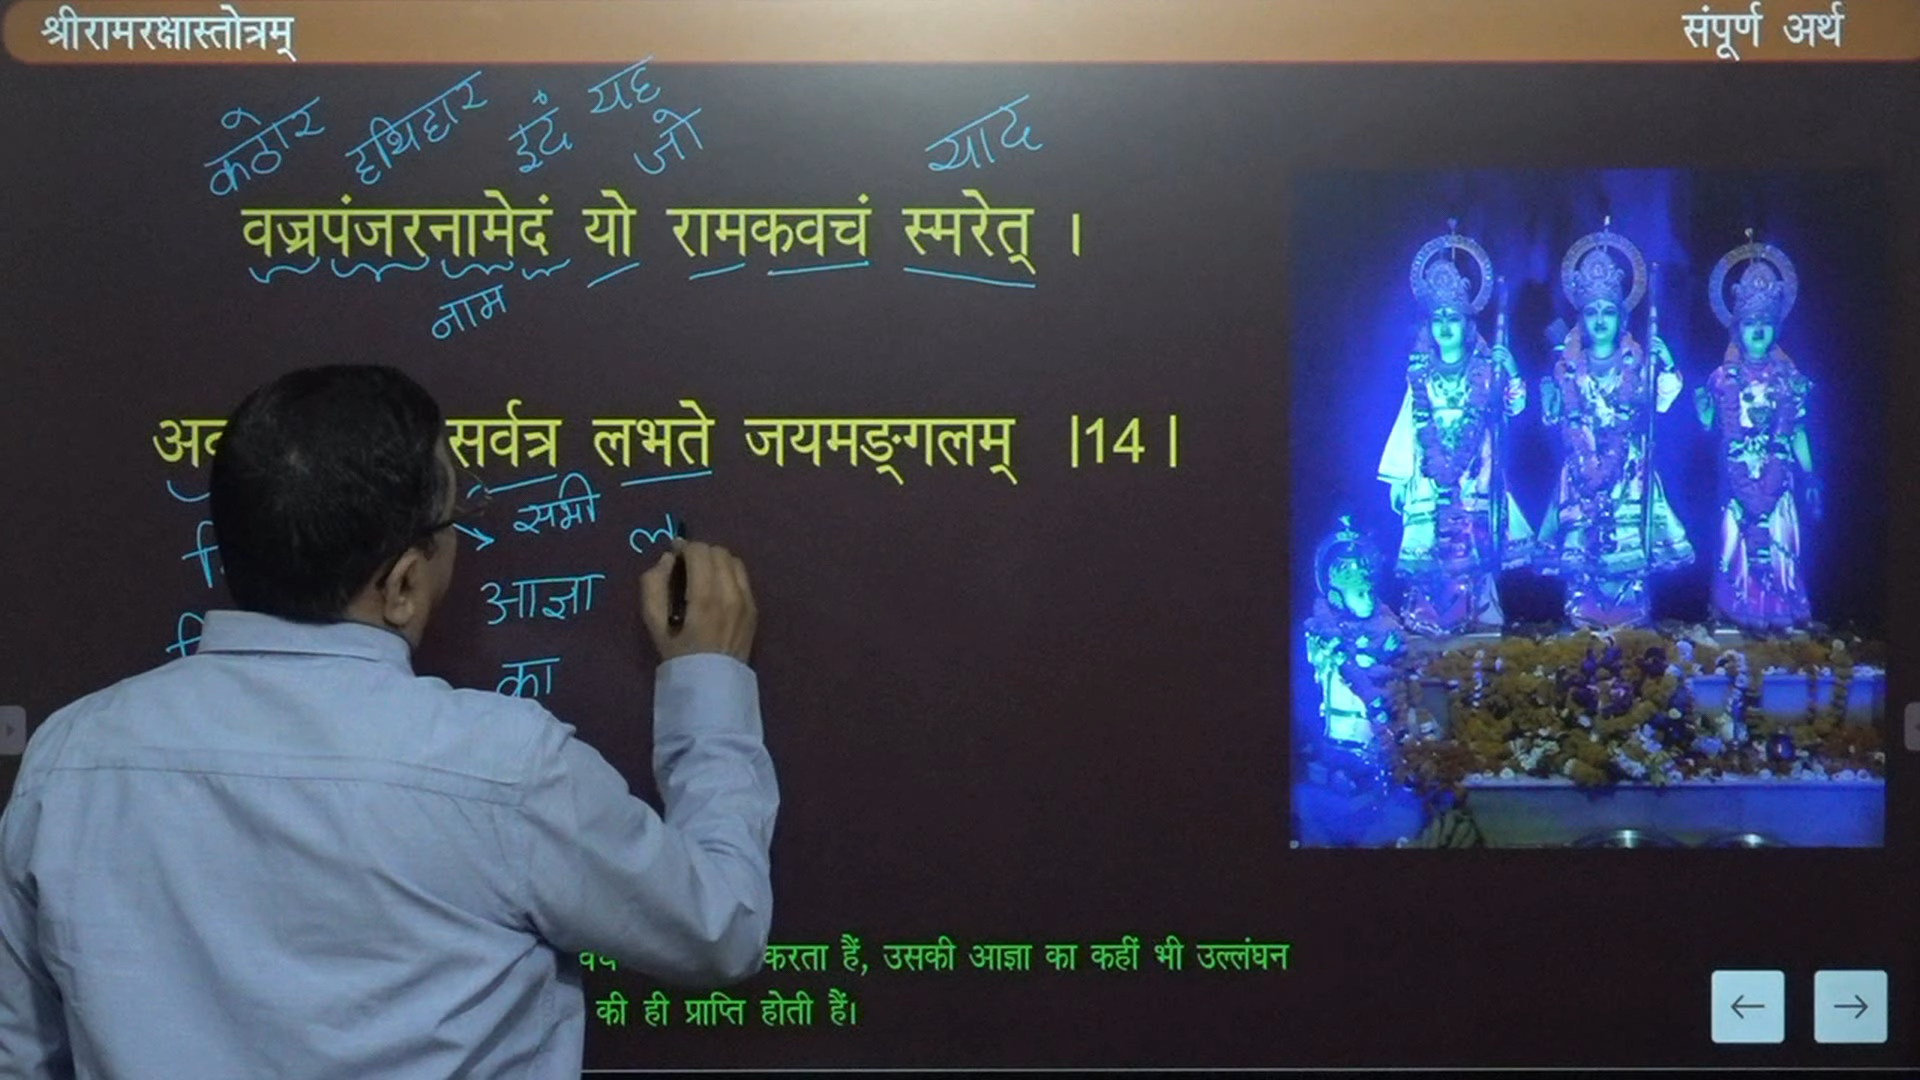 श्रीरामरक्षास्तोत्रम्
संपूर्ण अर्थ
कठोर हथिहार इदं यह
जो
याद
वज्रपंजरनामेदं यो रामकवचं स्मरेत् ।
नाम
सर्वत्र लभते जयमङ्गलम् ।14।
सभी
आज्ञा
का
करता हैं, उसकी आज्ञा का कहीं भी उल्लंघन
की ही प्राप्ति होती हैं।